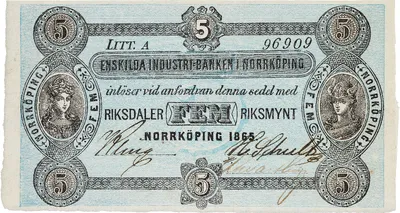 5 5 5
LITT. A 96909
ENSKILDA INDUSTRI-BANKEN I NORRKÖPING
inlöser vid anfordran denna sedel med
RIKSDALER FEM RIKSMYNT
NORRKÖPING 1865
NORRKÖPING FEM
FEM NORRKÖPING
5 5 5